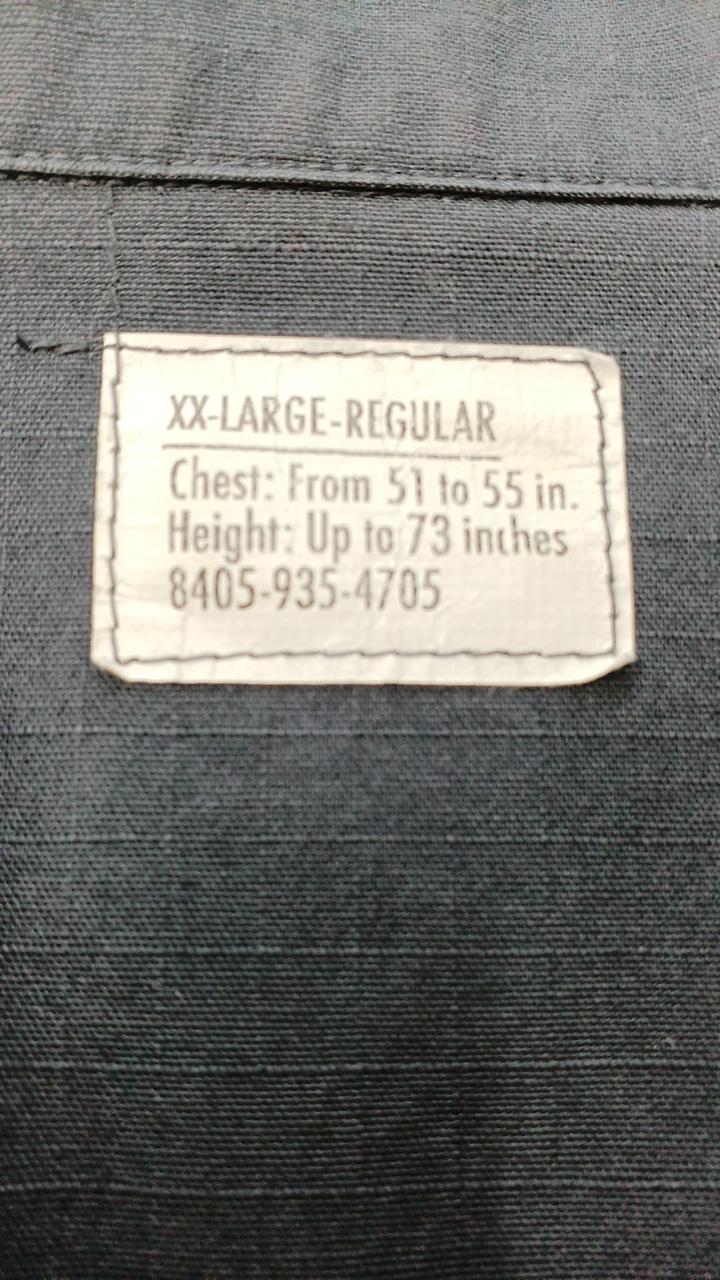 XX-LARGE-REGULAR
Chest: From 51 to 55 in.
Height: Up to 73 inches
8405-935-4705